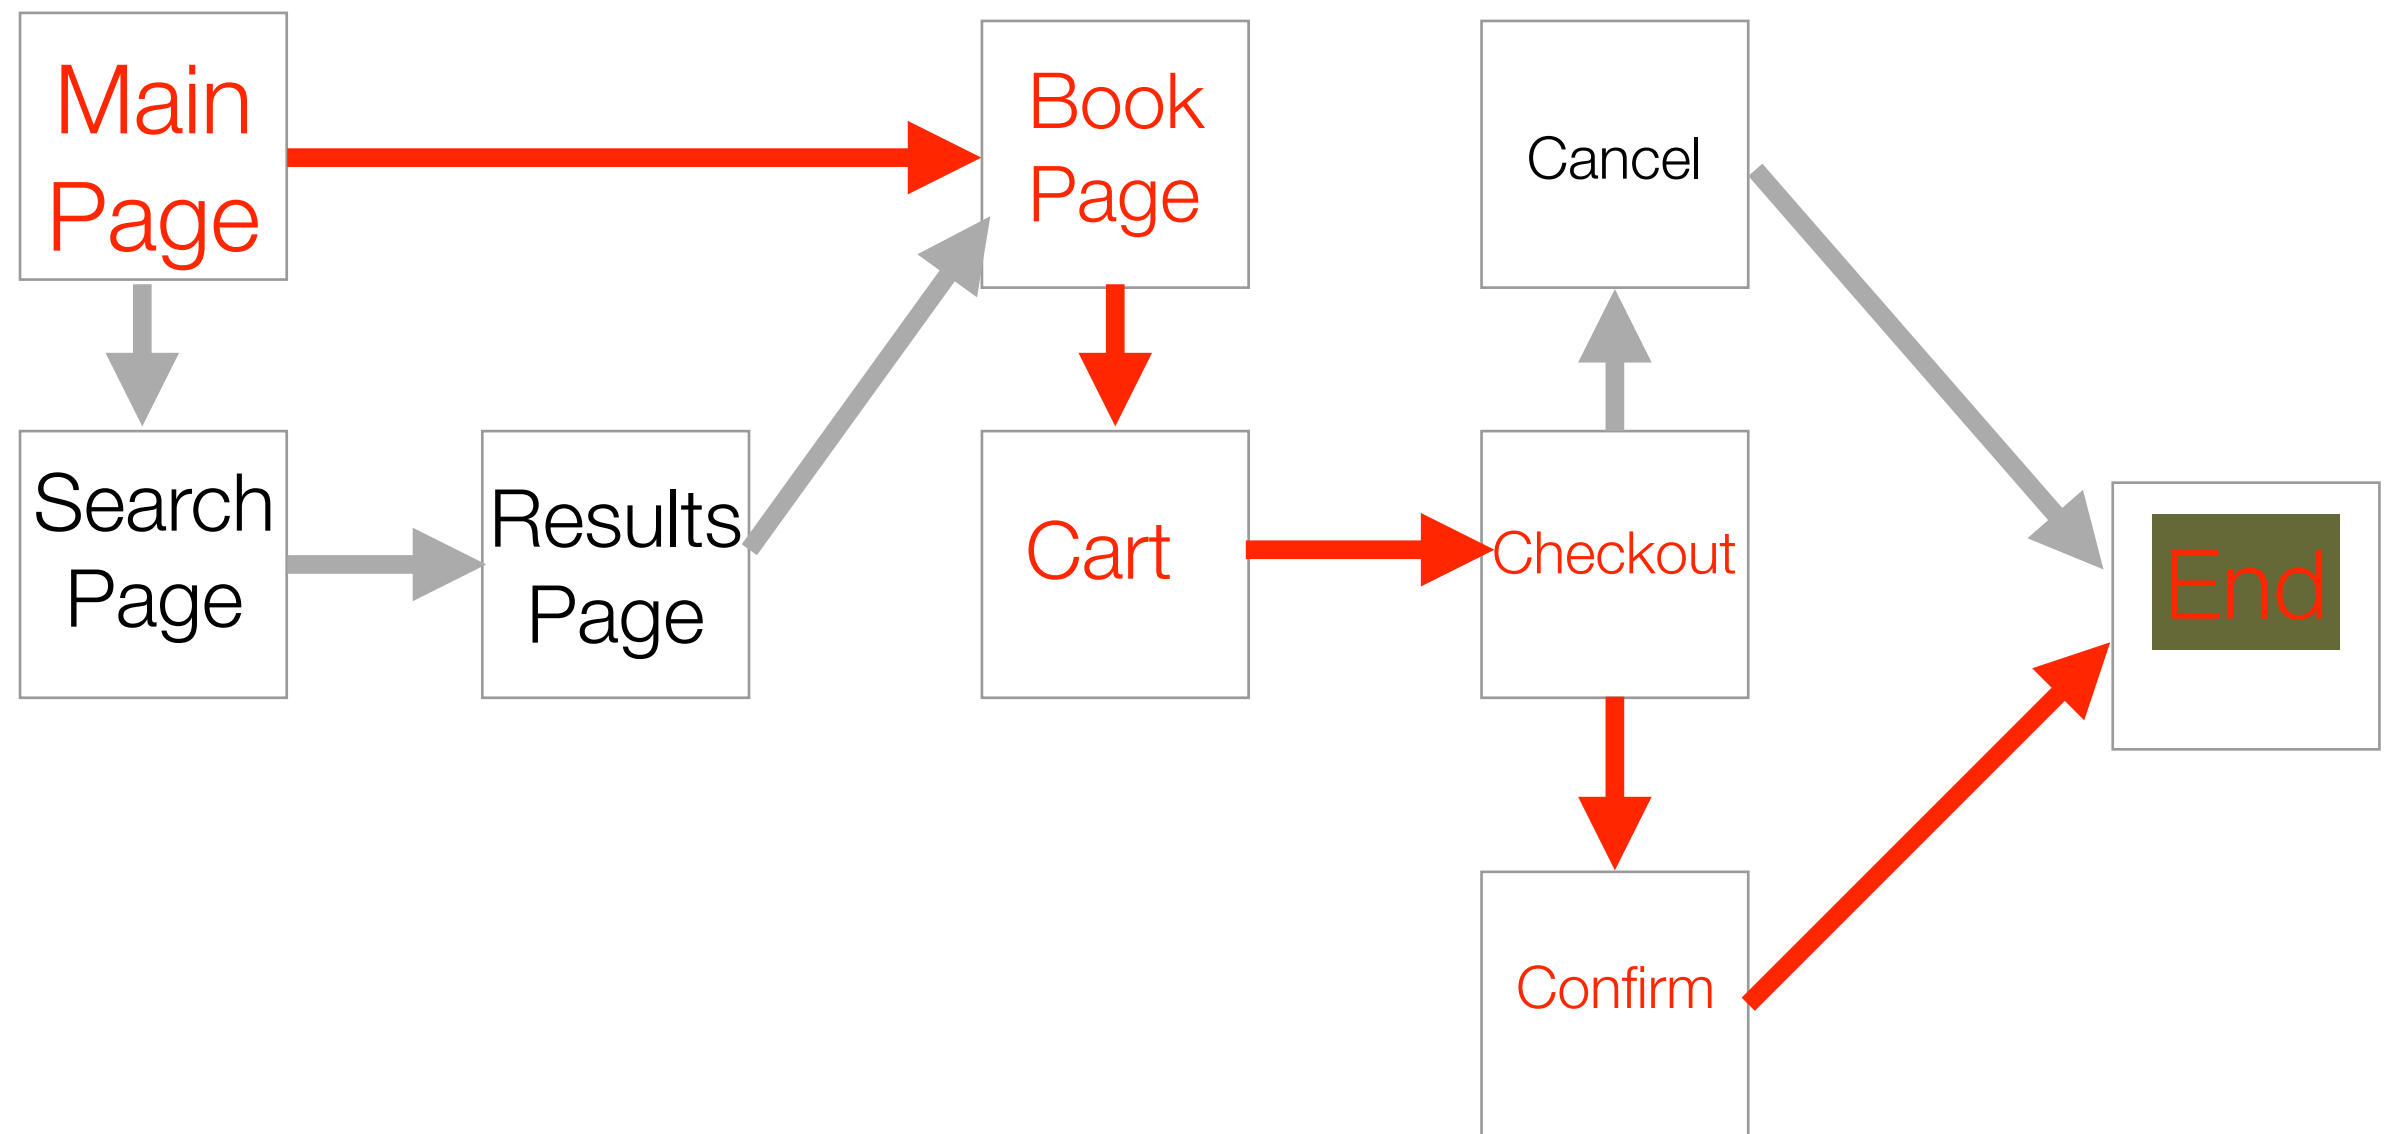 Main
Page
Book
Page
Cancel
Search
Page
Results
Page
Cart
Checkout
End
Confirm